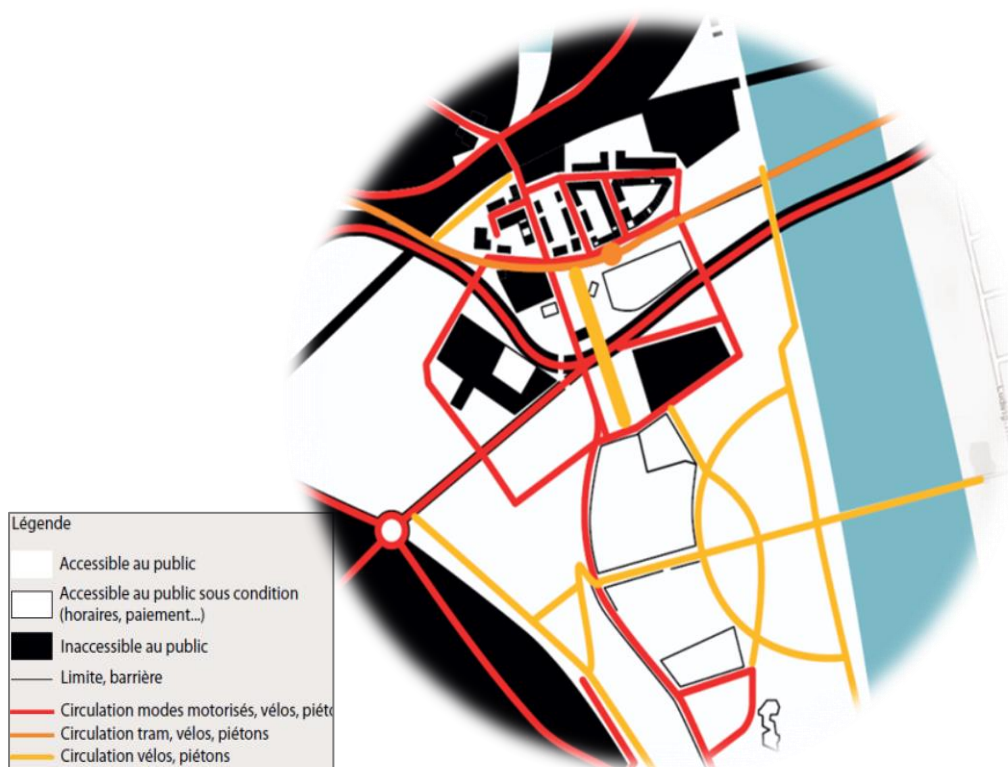 Légende
Accessible au public
Accessible au public sous condition
(horaires, paiement...)
Inaccessible au public
Limite, barrière
Circulation modes motorisés, vélos, piét
Circulation tram, vélos, piétons
Circulation vélos, piétons